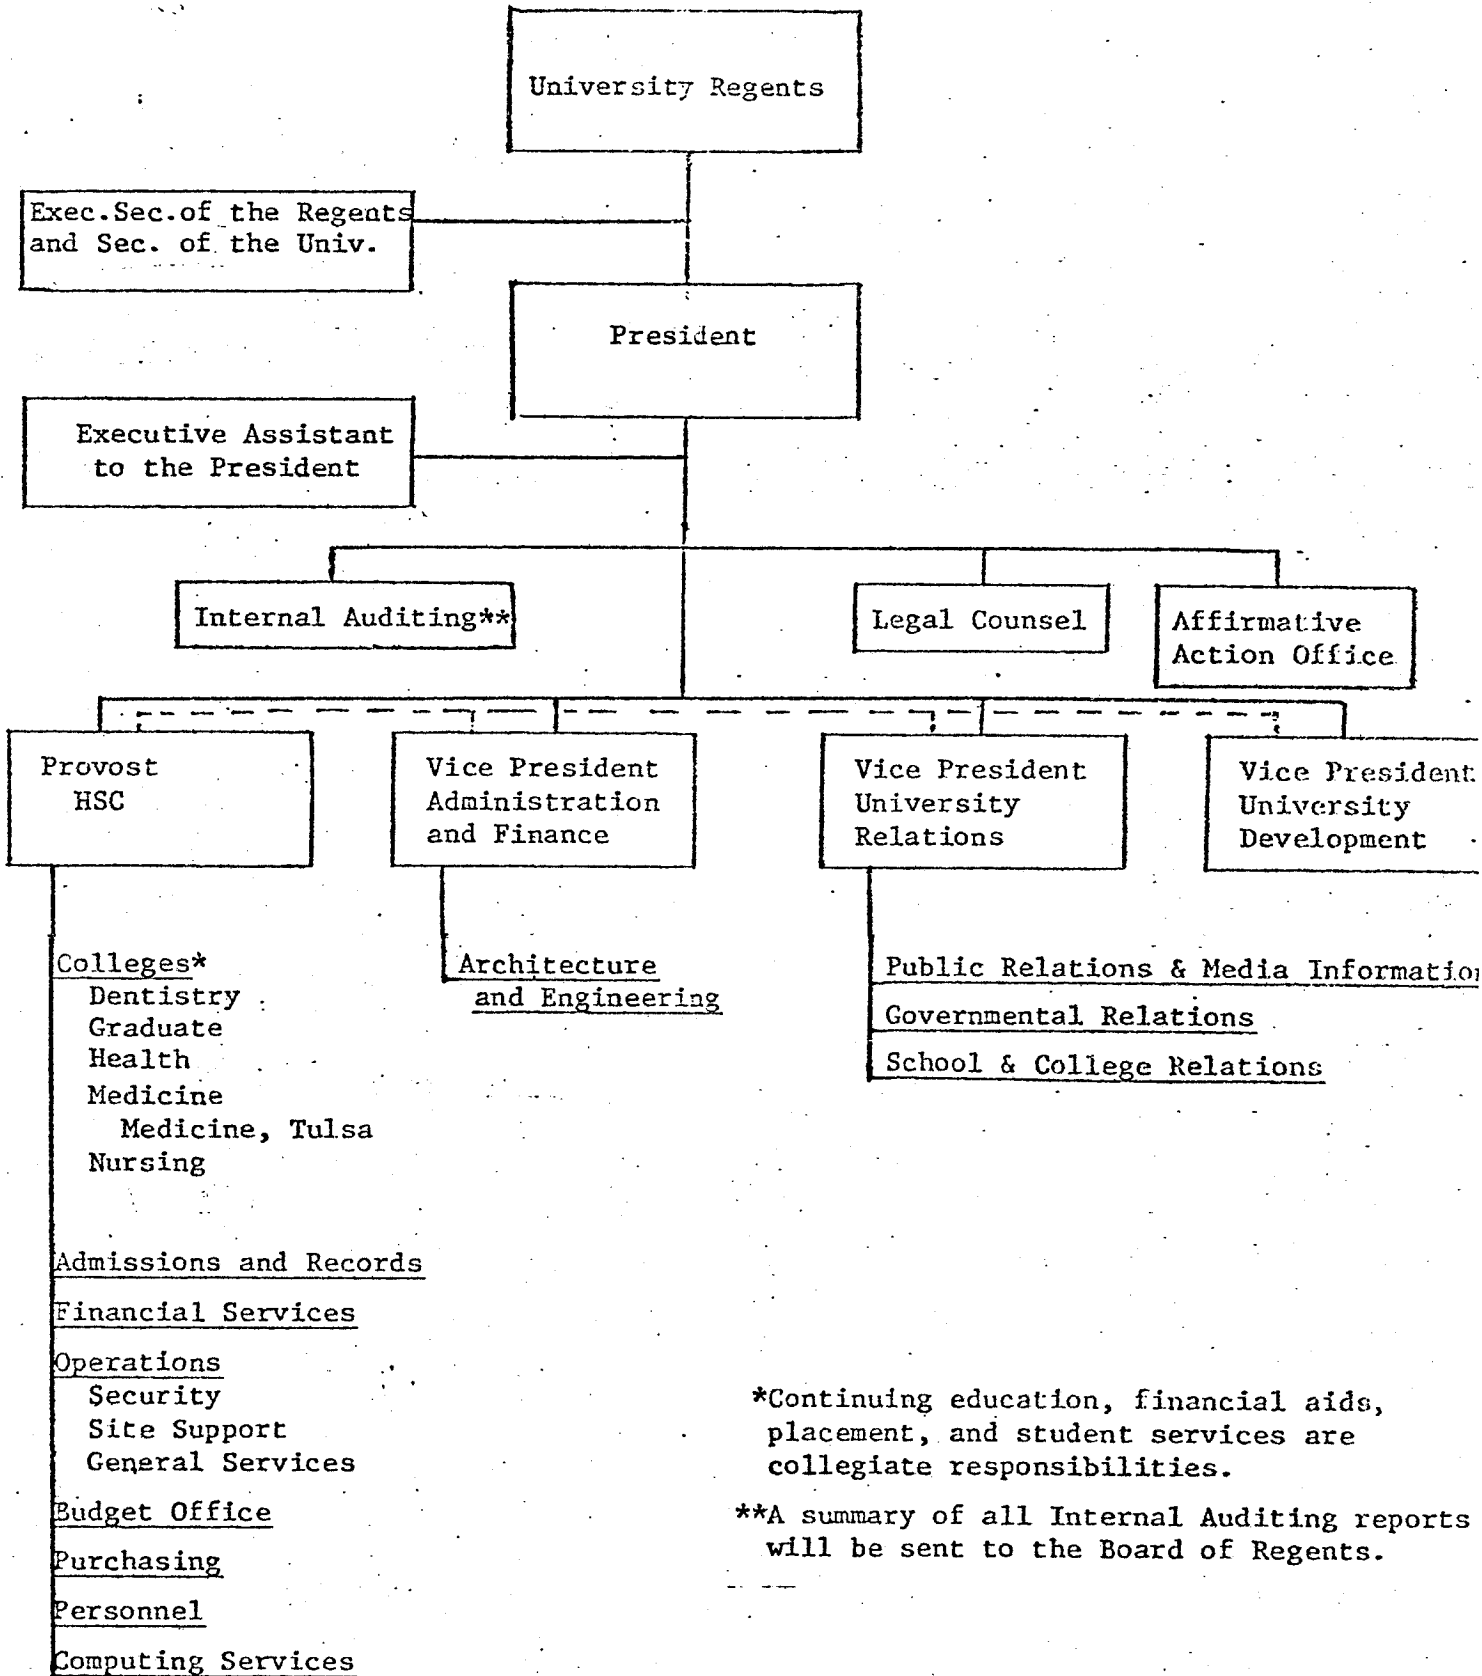 University Regents
Exec.Sec.of the Regents
and Sec. of the Univ.
President
Executive Assistant
to the President
Internal Auditing**
Legal Counsel
Affirmative
Action Office
Provost
HSC
Vice President
Administration
and Finance
Vice President
University
Relations
Vice President
University
Development
Colleges*
Dentistry
Graduate
Health
Medicine
Medicine, Tulsa
Nursing
Admissions and Records
Financial Services
Operations
Security
Site Support
General Services
Budget Office
Purchasing
Personnel
Computing Services
Architecture
and Engineering
Public Relations & Media Information
Governmental Relations
School & College Relations
*Continuing education, financial aids,
placement, and student services are
collegiate responsibilities.
**A summary of all Internal Auditing reports
will be sent to the Board of Regents.